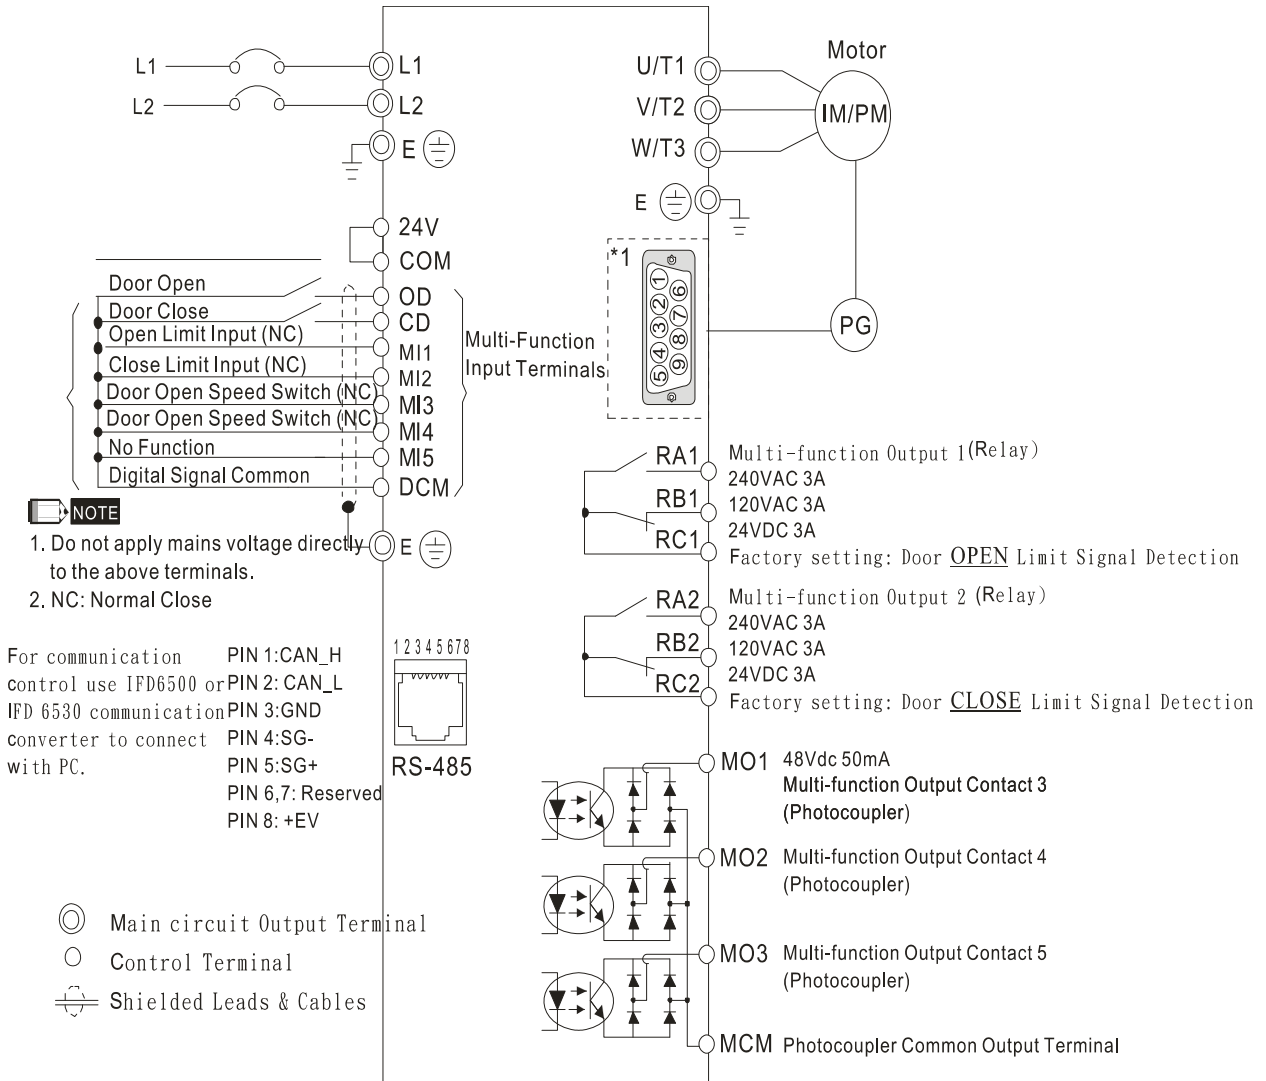 L1
L1
L2
L2
E
24V
COM
Door Open
OD
Door Close
CD
Open Limit Input (NC)
MI1
Close Limit Input (NC)
MI2
Door Open Speed Switch (NC)
MI3
Door Open Speed Switch (NC)
MI4
No Function
MI5
Digital Signal Common
DCM
Multi-Function
Input Terminals
NOTE
1. Do not apply mains voltage directly
to the above terminals.
2. NC: Normal Close
E
For communication
control use IFD6500 or
IFD 6530 communication
converter to connect
with PC.
PIN 1:CAN_H
PIN 2: CAN_L
PIN 3:GND
PIN 4:SG-
PIN 5:SG+
PIN 6,7: Reserved
PIN 8: +EV
1 2 3 4 5 6 7 8
RS-485
Main circuit Output Terminal
Control Terminal
Shielded Leads & Cables
Motor
U/T1
V/T2
W/T3
IM/PM
E
*1
1
2
3
4
5
6
7
8
9
PG
RA1
RB1
RC1
Multi-function Output 1(Relay)
240VAC 3A
120VAC 3A
24VDC 3A
Factory setting: Door OPEN Limit Signal Detection
RA2
RB2
RC2
Multi-function Output 2 (Relay)
240VAC 3A
120VAC 3A
24VDC 3A
Factory setting: Door CLOSE Limit Signal Detection
MO1
48Vdc 50mA
Multi-function Output Contact 3
(Photocoupler)
MO2
Multi-function Output Contact 4
(Photocoupler)
MO3
Multi-function Output Contact 5
(Photocoupler)
MCM
Photocoupler Common Output Terminal